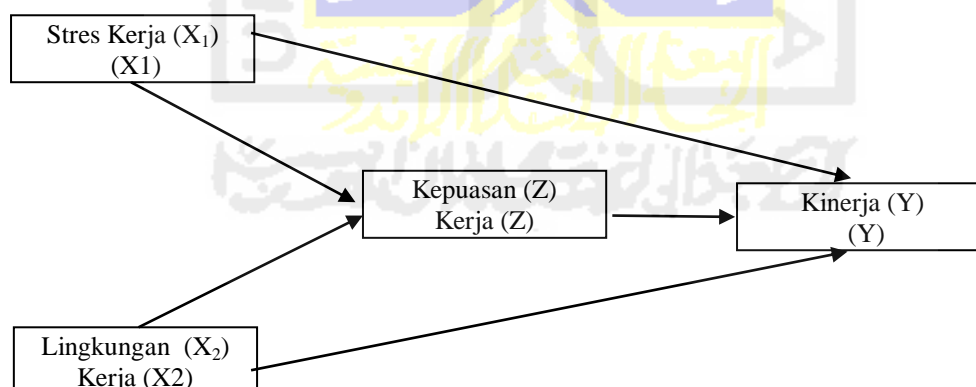 Stres Kerja (X₁)
(X1)
Kepuasan (Z)
Kerja (Z)
Kinerja (Y)
(Y)
Lingkungan (X₂)
Kerja (X2)